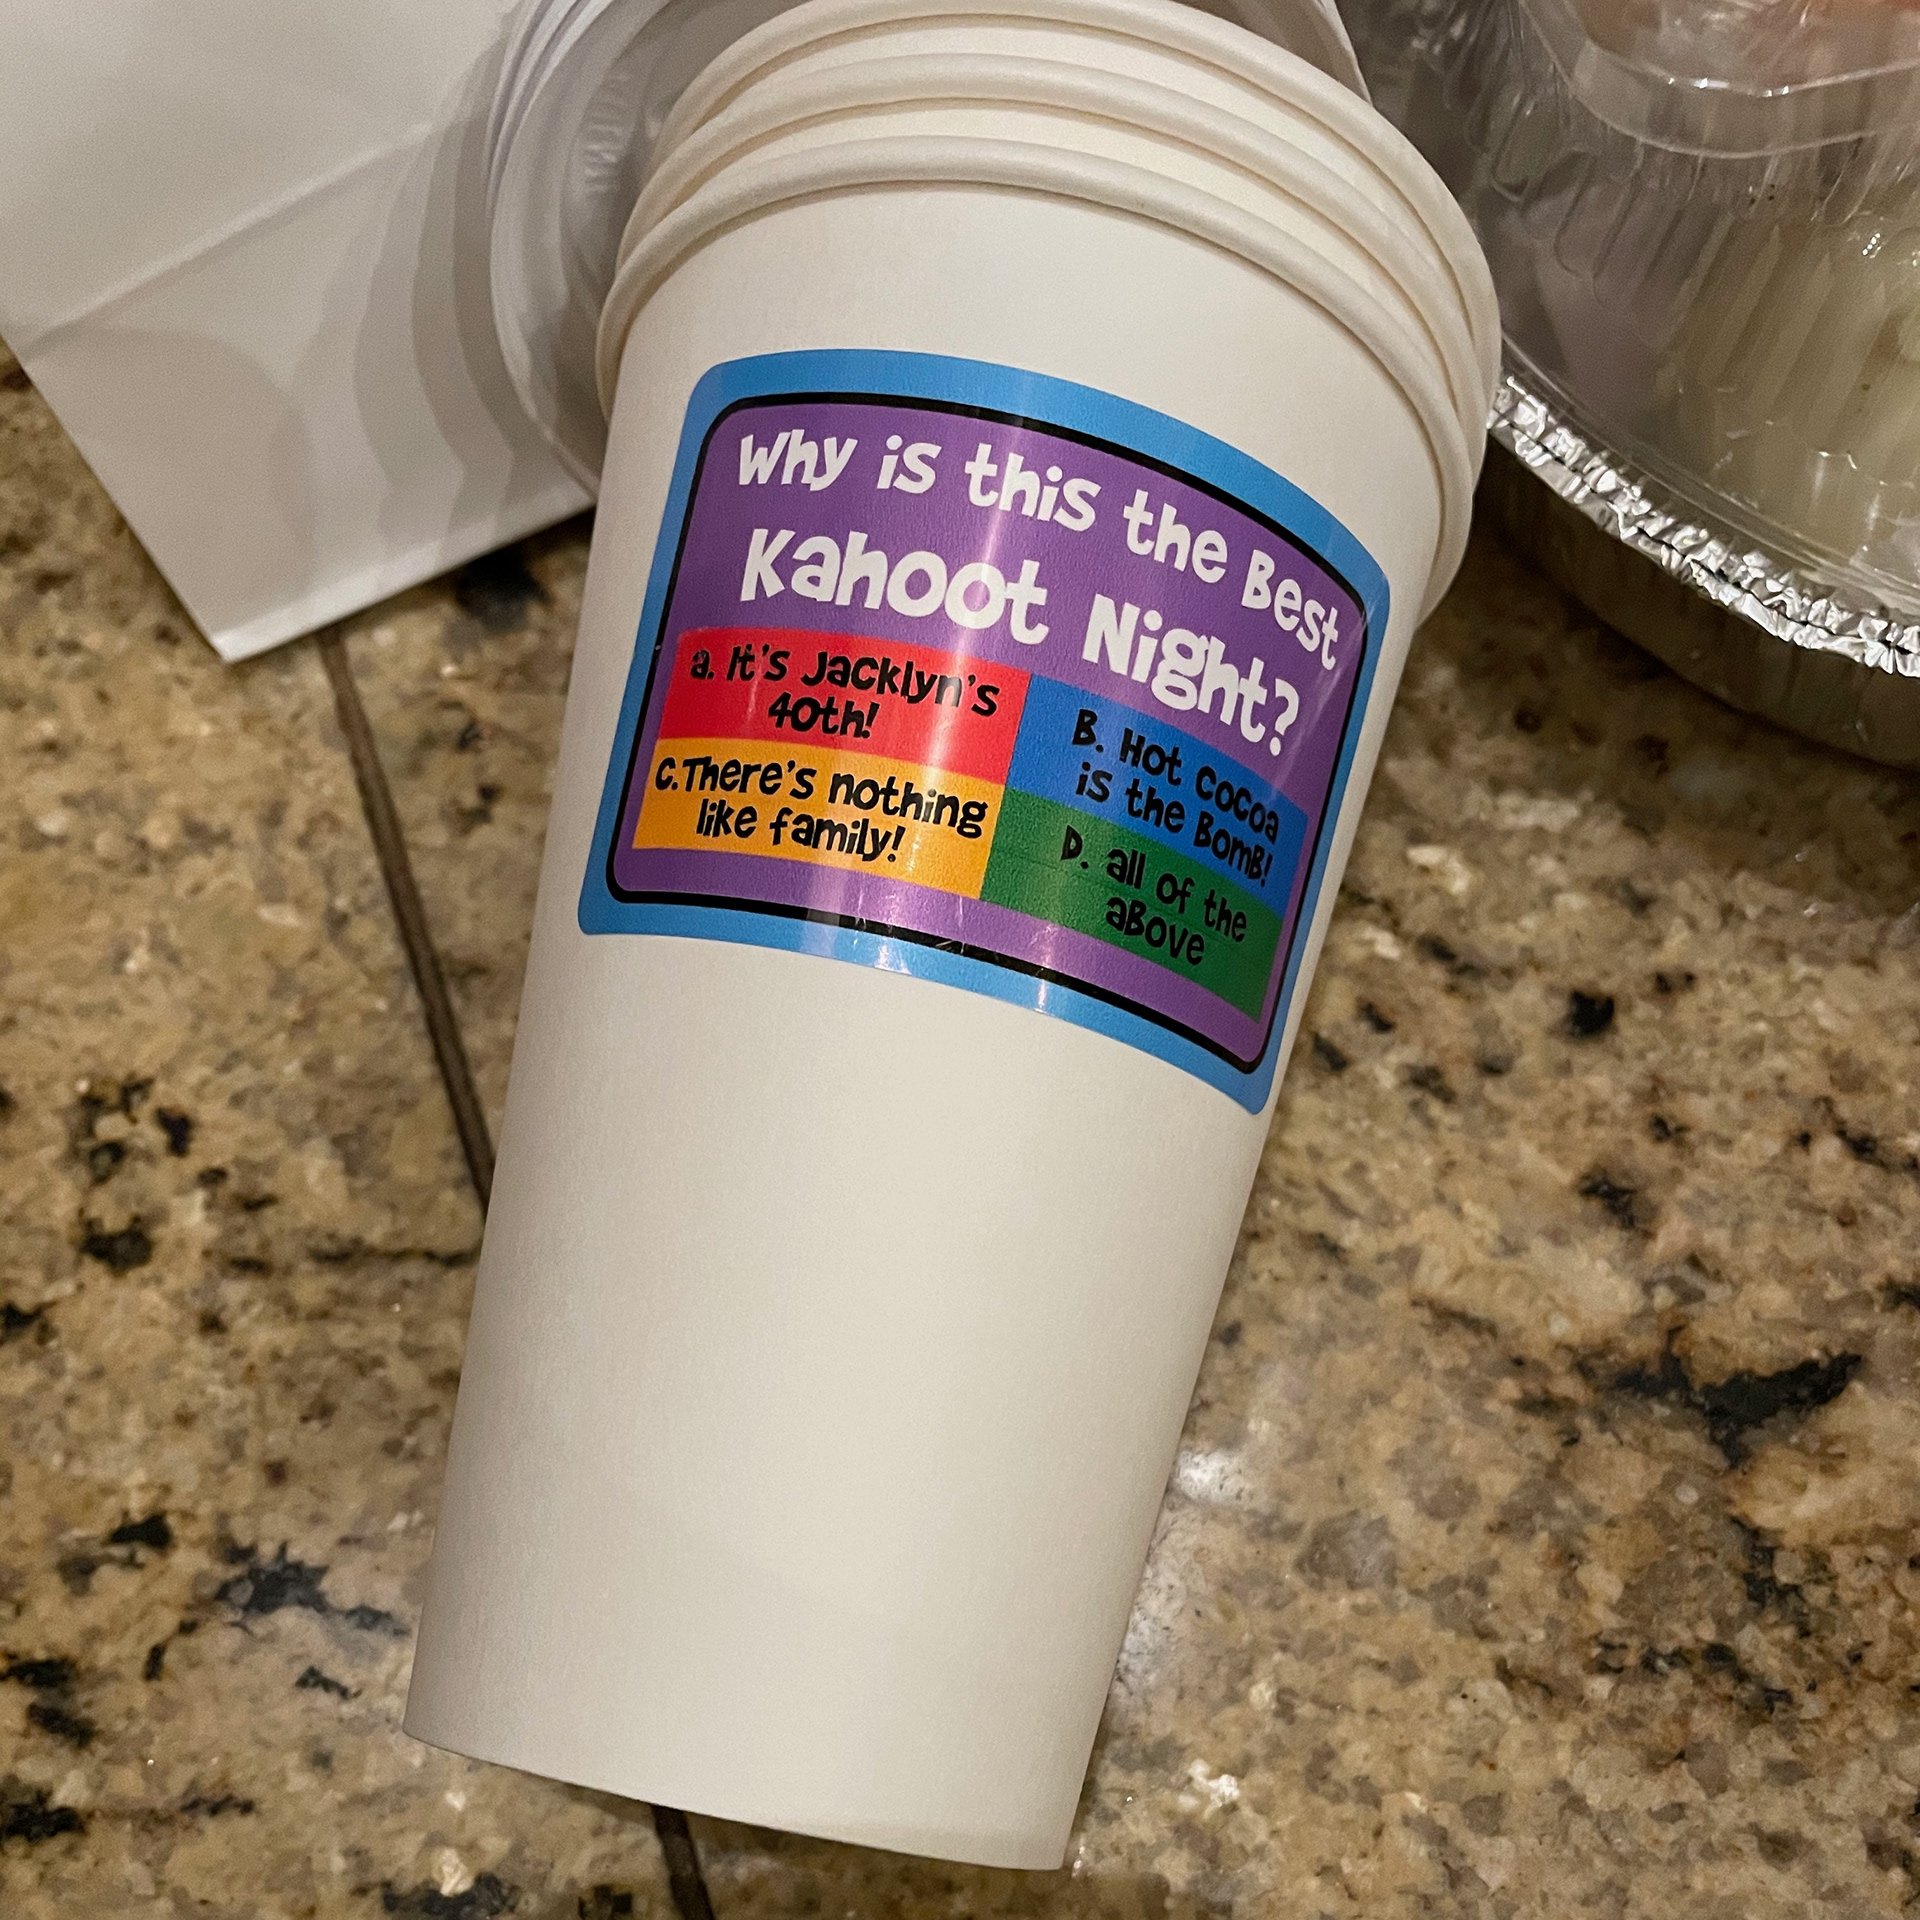 Why is this the Best
Kahoot Night?
a. It's Jacklyn's
40th!
B. Hot cocoa
is the BomB!
C.There's nothing
like family!
D. all of the
aBove